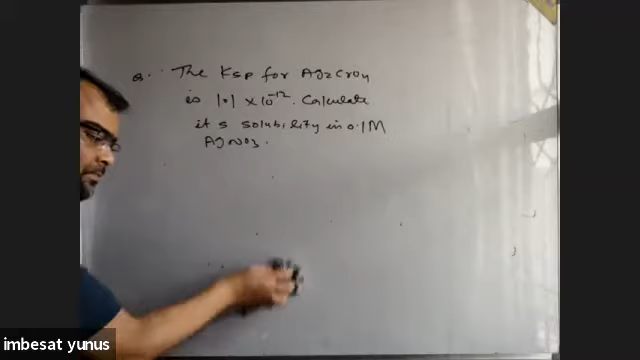 Q. The Ksp for Ag2CrO4
is 1.1 × 10^-12. Calculate
its solubility in 0.1M
AgNO3.
imbesat yunus